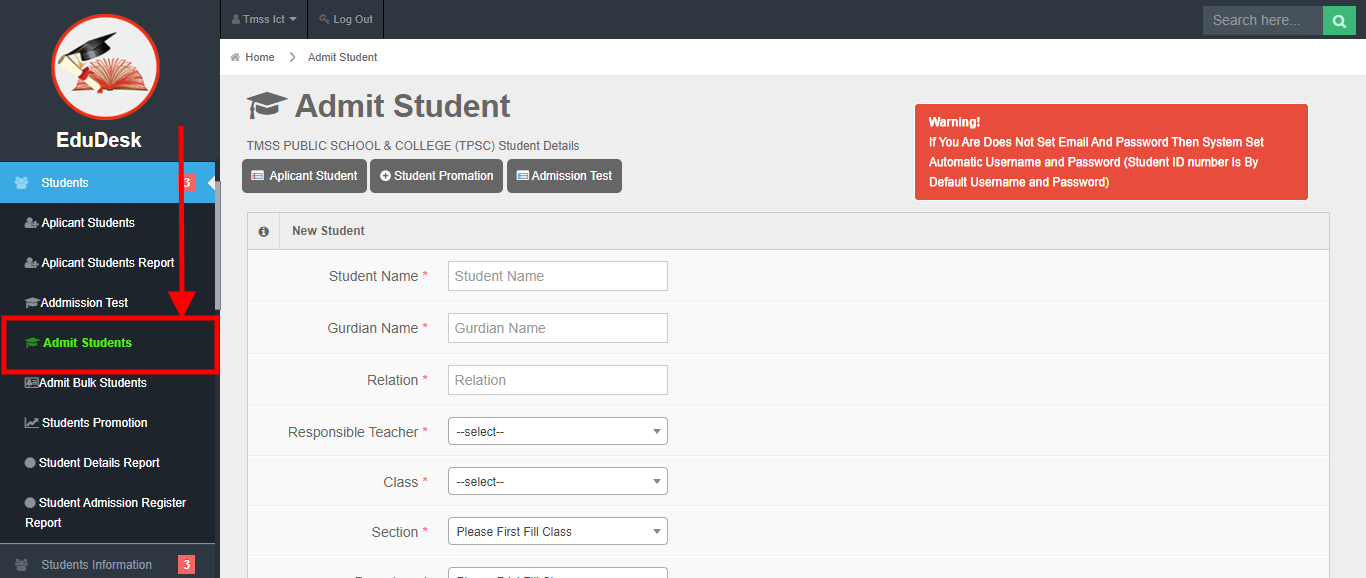 Tmss Ict
Log Out
Search here...
EduDesk
Home
Admit Student
Admit Student
TMSS PUBLIC SCHOOL & COLLEGE (TPSC) Student Details
Aplicant Student
Student Promotion
Admission Test
Warning!
If You Are Does Not Set Email And Password Then System Set
Automatic Username and Password (Student ID number Is By
Default Username and Password)
Students
3
Aplicant Students
Aplicant Students Report
Addmission Test
Admit Students
Admit Bulk Students
Students Promotion
Student Details Report
Student Admission Register
Report
Students Information
3
New Student
Student Name *
Student Name
Gurdian Name *
Gurdian Name
Relation *
Relation
Responsible Teacher *
--select--
Class *
--select--
Section *
Please First Fill Class